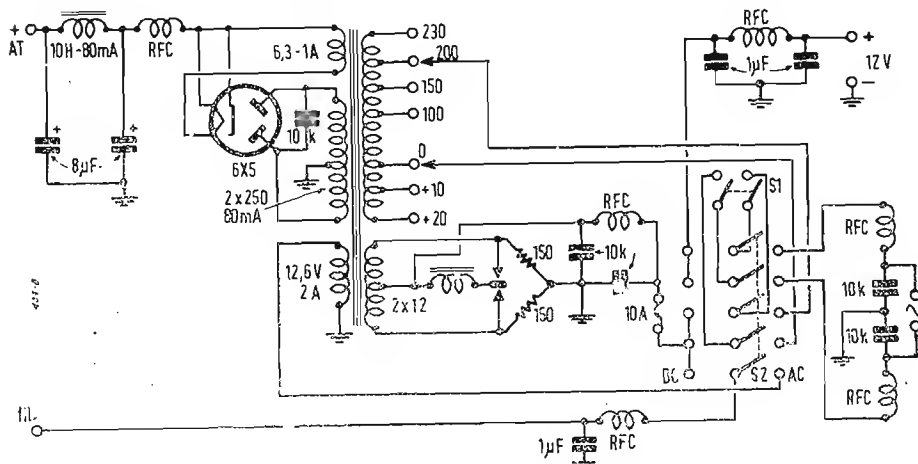 +
AT
10H-80mA
RFC
+
+
8µF
6,3-1A
10k
6X5
2x250
80mA
230
200
150
100
0
+10
+20
RFC
1µF
+
12V
-
S1
RFC
150
10k
12,6V
2A
2x12
150
10A
DC
S2
AC
RFC
10k
10k
RFC
fil.
1µF
RFC